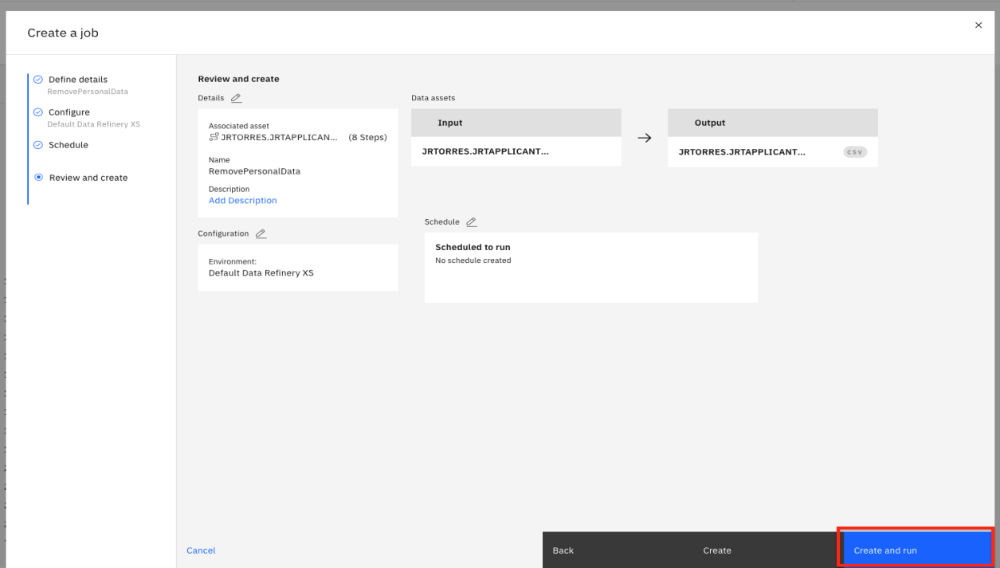 Create a job
Define details
RemovePersonalData
Configure
Default Data Refinery XS
Schedule
Review and create
Review and create
Details
Associated asset
JRTORRES.JRTAPPLICAN... (8 Steps)
Name
RemovePersonalData
Description
Add Description
Configuration
Environment:
Default Data Refinery XS
Data assets
Input
JRTORRES.JRTAPPLICANT...
Output
JRTORRES.JRTAPPLICANT... CSV
Schedule
Scheduled to run
No schedule created
Cancel
Back
Create
Create and run